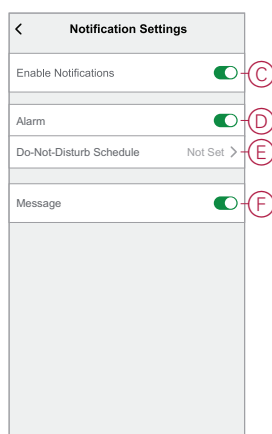 Notification Settings
Enable Notifications C
Alarm D
Do-Not-Disturb Schedule Not Set E
Message F